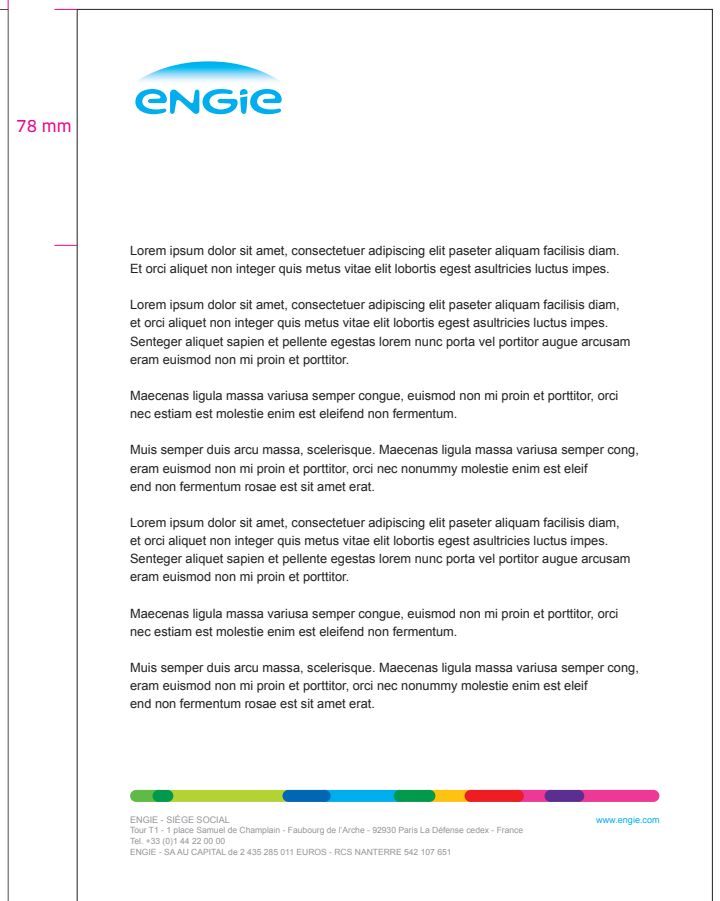 ENGIE
78 mm
Lorem ipsum dolor sit amet, consectetuer adipiscing elit paseter aliquam facilisis diam.
Et orci aliquet non integer quis metus vitae elit lobortis egest asultricies luctus impes.
Lorem ipsum dolor sit amet, consectetuer adipiscing elit paseter aliquam facilisis diam,
et orci aliquet non integer quis metus vitae elit lobortis egest asultricies luctus impes.
Senteger aliquet sapien et pellente egestas lorem nunc porta vel portitor augue arcusam
eram euismod non mi proin et porttitor.
Maecenas ligula massa variusa semper congue, euismod non mi proin et porttitor, orci
nec estiam est molestie enim est eleifend non fermentum.
Muis semper duis arcu massa, scelerisque. Maecenas ligula massa variusa semper cong,
eram euismod non mi proin et porttitor, orci nec nonummy molestie enim est eleif
end non fermentum rosae est sit amet erat.
Lorem ipsum dolor sit amet, consectetuer adipiscing elit paseter aliquam facilisis diam,
et orci aliquet non integer quis metus vitae elit lobortis egest asultricies luctus impes.
Senteger aliquet sapien et pellente egestas lorem nunc porta vel portitor augue arcusam
eram euismod non mi proin et porttitor.
Maecenas ligula massa variusa semper congue, euismod non mi proin et porttitor, orci
nec estiam est molestie enim est eleifend non fermentum.
Muis semper duis arcu massa, scelerisque. Maecenas ligula massa variusa semper cong,
eram euismod non mi proin et porttitor, orci nec nonummy molestie enim est eleif
end non fermentum rosae est sit amet erat.
ENGIE - SIÈGE SOCIAL
www.engie.com
Tour T1 - 1 place Samuel de Champlain - Faubourg de l'Arche - 92930 Paris La Défense cedex - France
Tel. +33 (0)1 44 22 00 00
ENGIE - SA AU CAPITAL de 2 435 285 011 EUROS - RCS NANTERRE 542 107 651